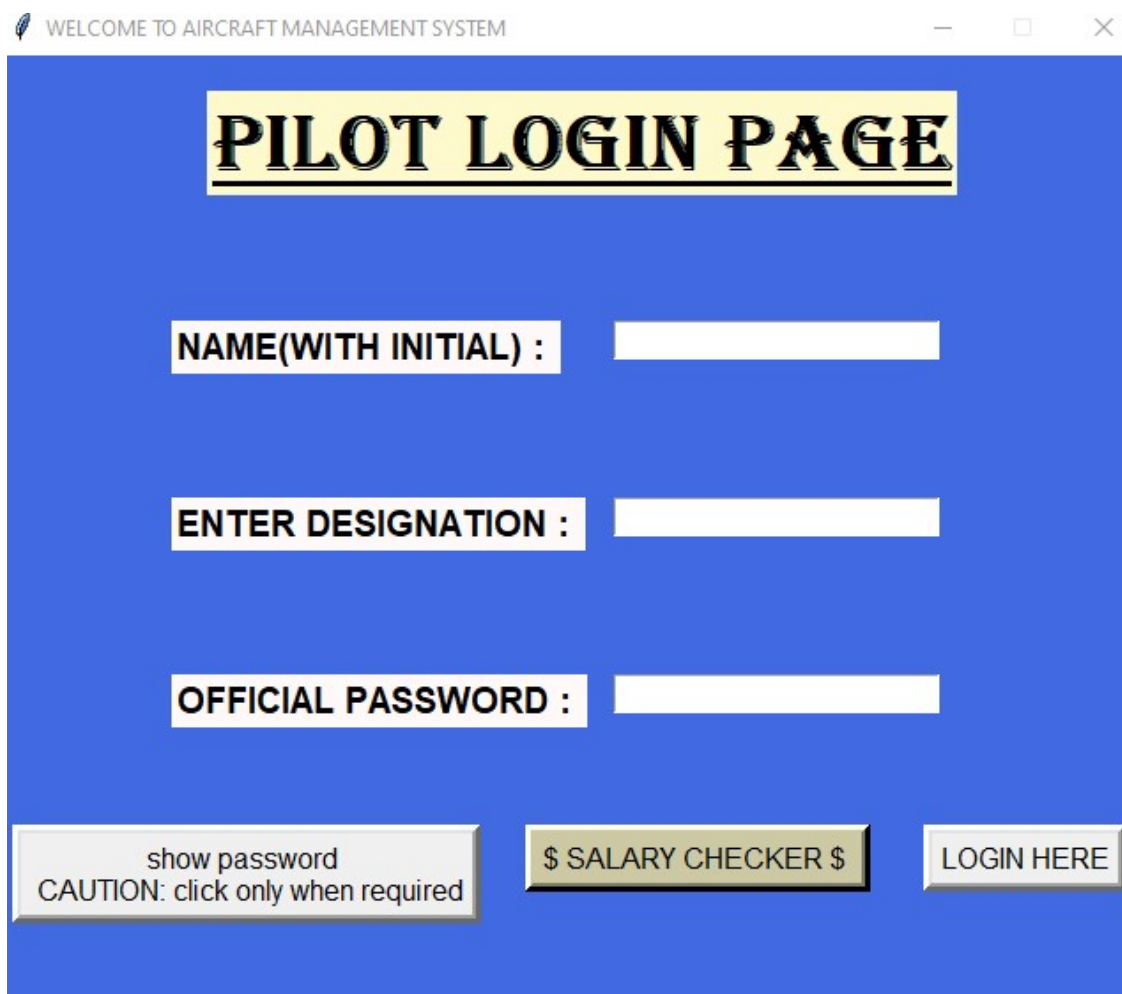 WELCOME TO AIRCRAFT MANAGEMENT SYSTEM
PILOT LOGIN PAGE
NAME(WITH INITIAL) :
ENTER DESIGNATION :
OFFICIAL PASSWORD :
show password
CAUTION: click only when required
$ SALARY CHECKER $
LOGIN HERE